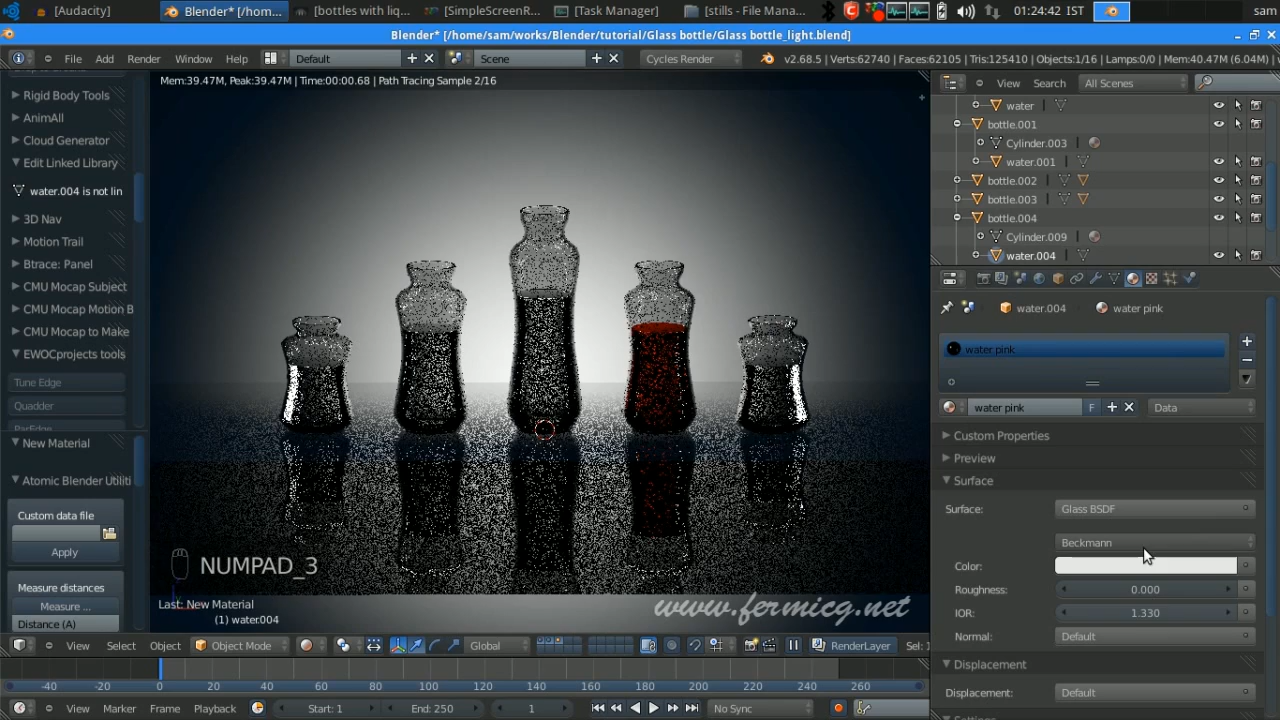 [Audacity]
Blender* [/hom...
[bottles with liq...
[SimpleScreenR...
[Task Manager]
[stills - File Mana...
01:24:42 IST
sam
Blender* [/home/sam/works/Blender/tutorial/Glass bottle/Glass bottle_light.blend]
File Add Render Window Help
Default
Scene
Cycles Render
v2.68.5 | Verts:62740 | Faces:62105 | Tris:125410 | Objects:1/16 | Lamps:0/0 | Mem:40.47M (6.04M)
Mem:39.47M, Peak:39.47M | Time:00:00.68 | Path Tracing Sample 2/16
View Search All Scenes
Rigid Body Tools
AnimAll
Cloud Generator
Edit Linked Library
water.004 is not lin
3D Nav
Motion Trail
Btrace: Panel
CMU Mocap Subject
CMU Mocap Motion B
CMU Mocap to Make
EWOCprojects tools
Tune Edge
Quadder
New Material
Atomic Blender Utiliti
Custom data file
Apply
Measure distances
Measure ...
Distance (A)
water
bottle.001
Cylinder.003
water.001
bottle.002
bottle.003
bottle.004
Cylinder.009
water.004
water.004
water pink
water pink
water pink
F
Data
Custom Properties
Preview
Surface
Surface: Glass BSDF
Beckmann
Color:
Roughness: 0.000
IOR: 1.330
Normal: Default
Displacement
Displacement: Default
NUMPAD_3
Last: New Material
(1) water.004
www.fermicg.net
View Select Object Object Mode Global RenderLayer Sel: 1
-40 -20 0 20 40 60 80 100 120 140 160 180 200 220 240 260
View Marker Frame Playback Start: 1 End: 250 1 No Sync